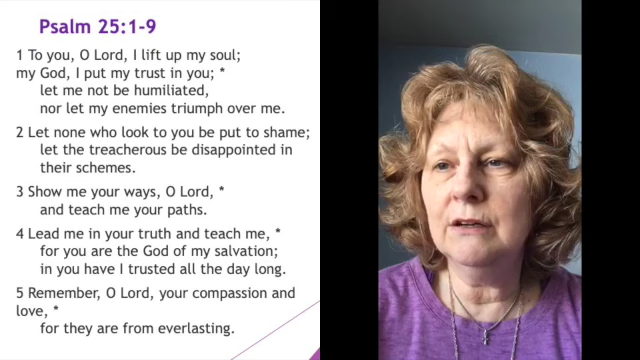 Psalm 25:1-9
1 To you, O Lord, I lift up my soul;
my God, I put my trust in you; *
let me not be humiliated,
nor let my enemies triumph over me.
2 Let none who look to you be put to shame;
let the treacherous be disappointed in
their schemes.
3 Show me your ways, O Lord, *
and teach me your paths.
4 Lead me in your truth and teach me, *
for you are the God of my salvation;
in you have I trusted all the day long.
5 Remember, O Lord, your compassion and
love, *
for they are from everlasting.